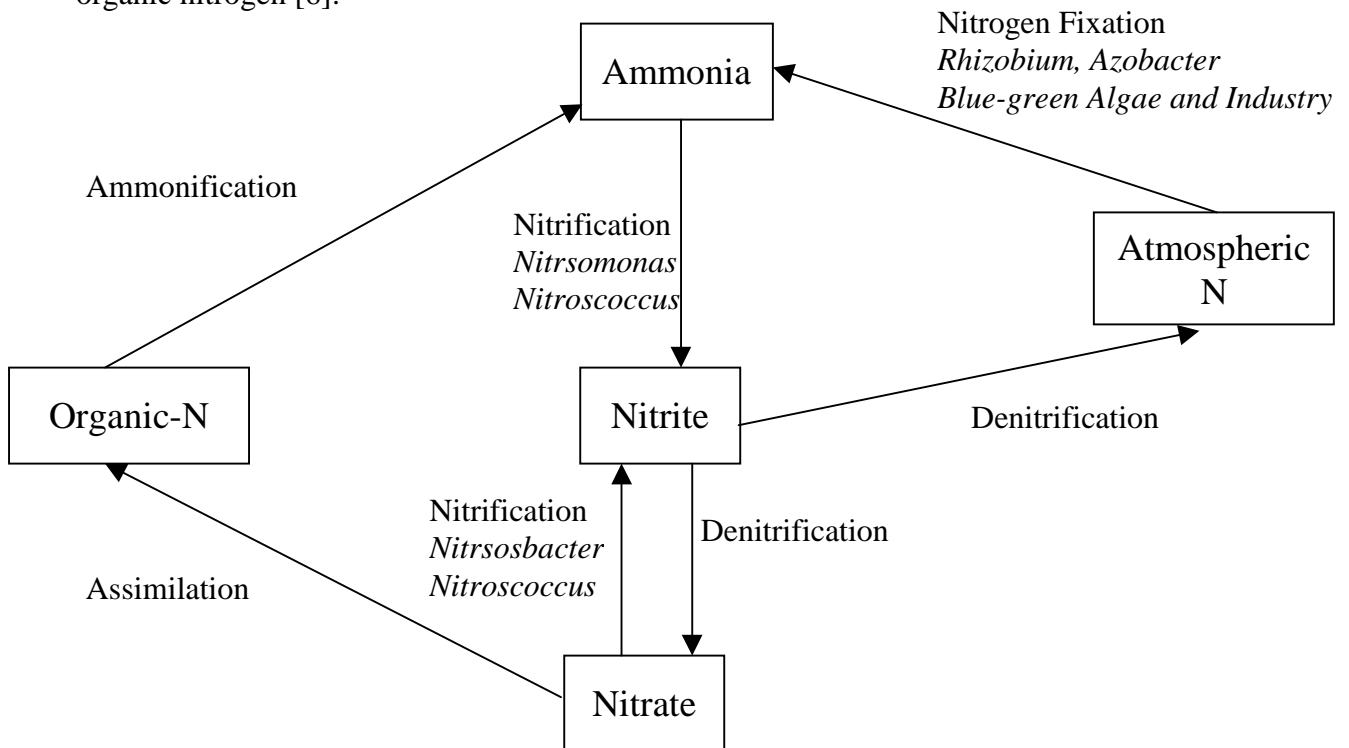 organic nitrogen [6].
Nitrogen Fixation
Rhizobium, Azobacter
Blue-green Algae and Industry
Ammonia
Ammonification
Nitrification
Nitrsomonas
Nitroscoccus
Atmospheric
N
Organic-N
Nitrite
Denitrification
Nitrification
Nitrsosbacter
Nitroscoccus
Denitrification
Assimilation
Nitrate